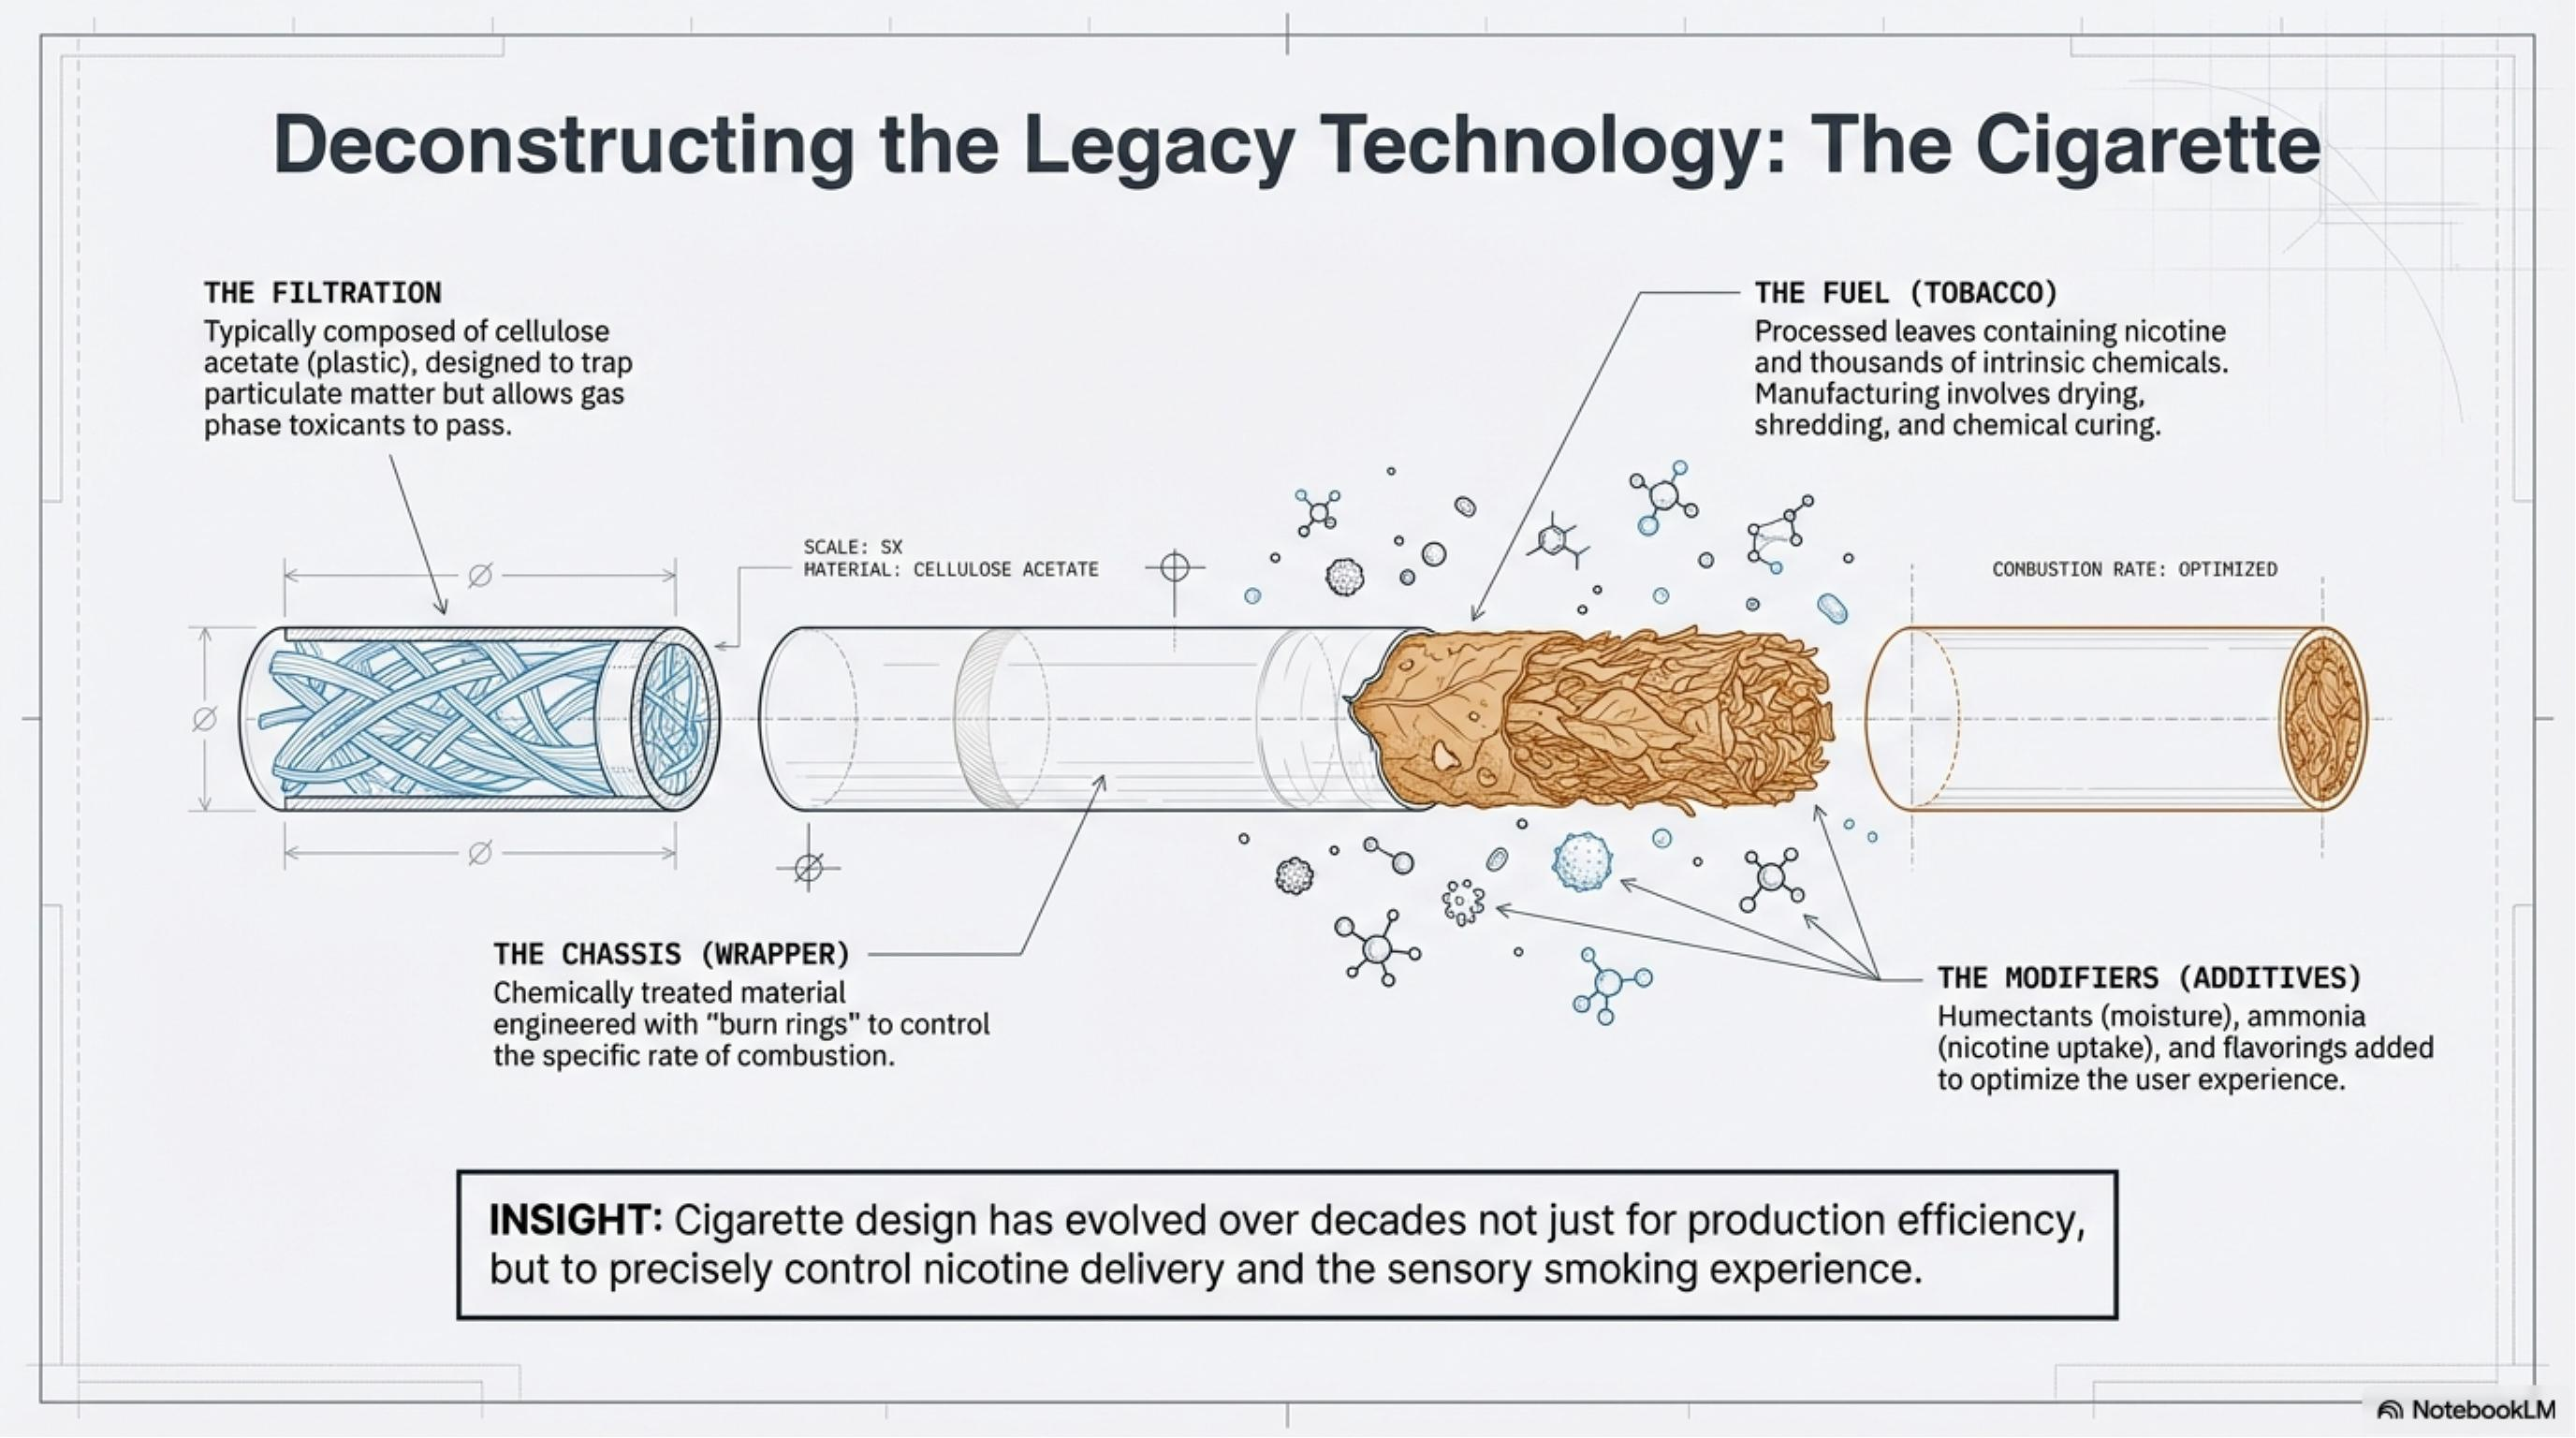 Deconstructing the Legacy Technology: The Cigarette
THE FILTRATION
Typically composed of cellulose
acetate (plastic), designed to trap
particulate matter but allows gas
phase toxicants to pass.
THE FUEL (TOBACCO)
Processed leaves containing nicotine
and thousands of intrinsic chemicals.
Manufacturing involves drying,
shredding, and chemical curing.
SCALE: SX
MATERIAL: CELLULOSE ACETATE
CONBUSTION RATE: OPTIMIZED
Ø
Ø
Ø
THE CHASSIS (WRAPPER)
Chemically treated material
engineered with “burn rings" to control
the specific rate of combustion.
THE MODIFIERS (ADDITIVES)
Humectants (moisture), ammonia
(nicotine uptake), and flavorings added
to optimize the user experience.
INSIGHT: Cigarette design has evolved over decades not just for production efficiency,
but to precisely control nicotine delivery and the sensory smoking experience.
NotebookLM